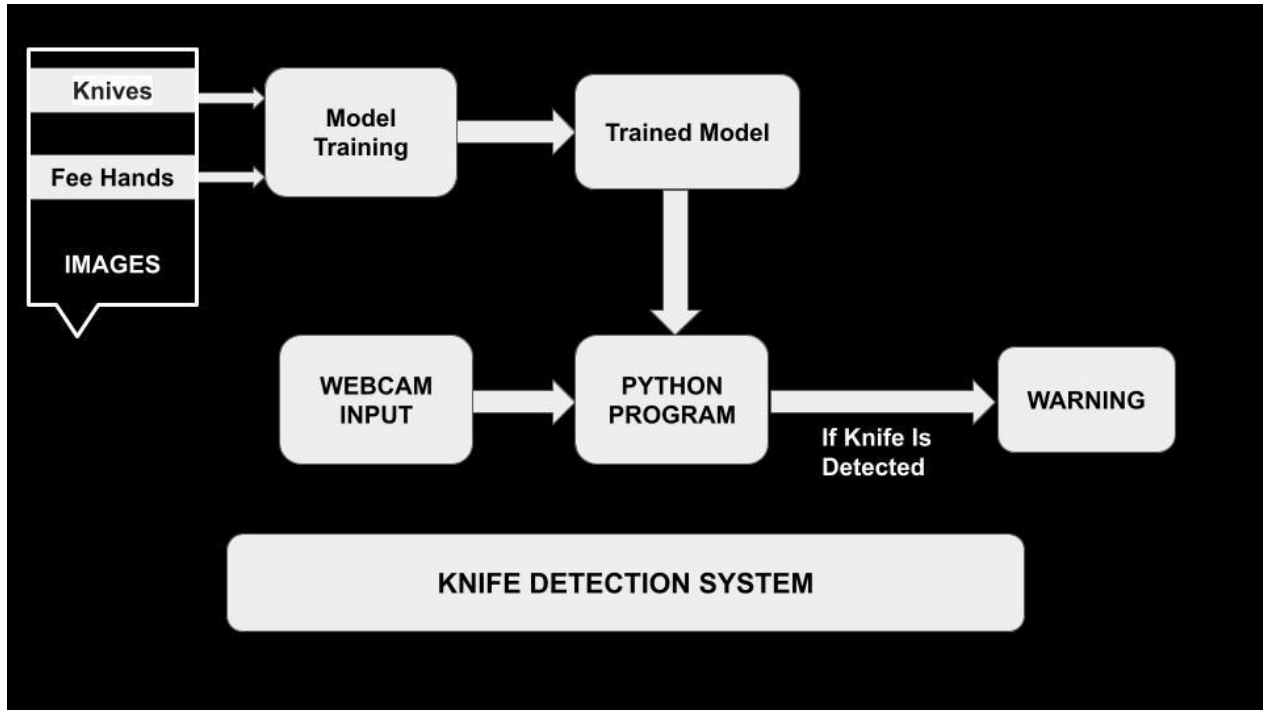 Knives
Fee Hands
IMAGES
Model
Training
Trained Model
WEBCAM
INPUT
PYTHON
PROGRAM
If Knife Is
Detected
WARNING
KNIFE DETECTION SYSTEM